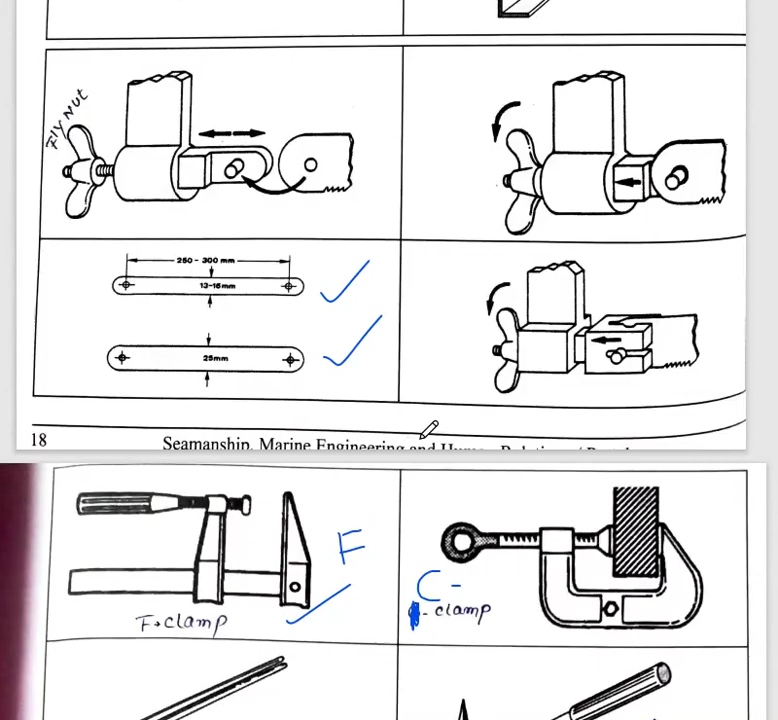 Fly Nut
250 - 300 mm
13-16mm
25mm
18
Seamanship, Marine Engineering and
F
F-clamp
C-
- clamp